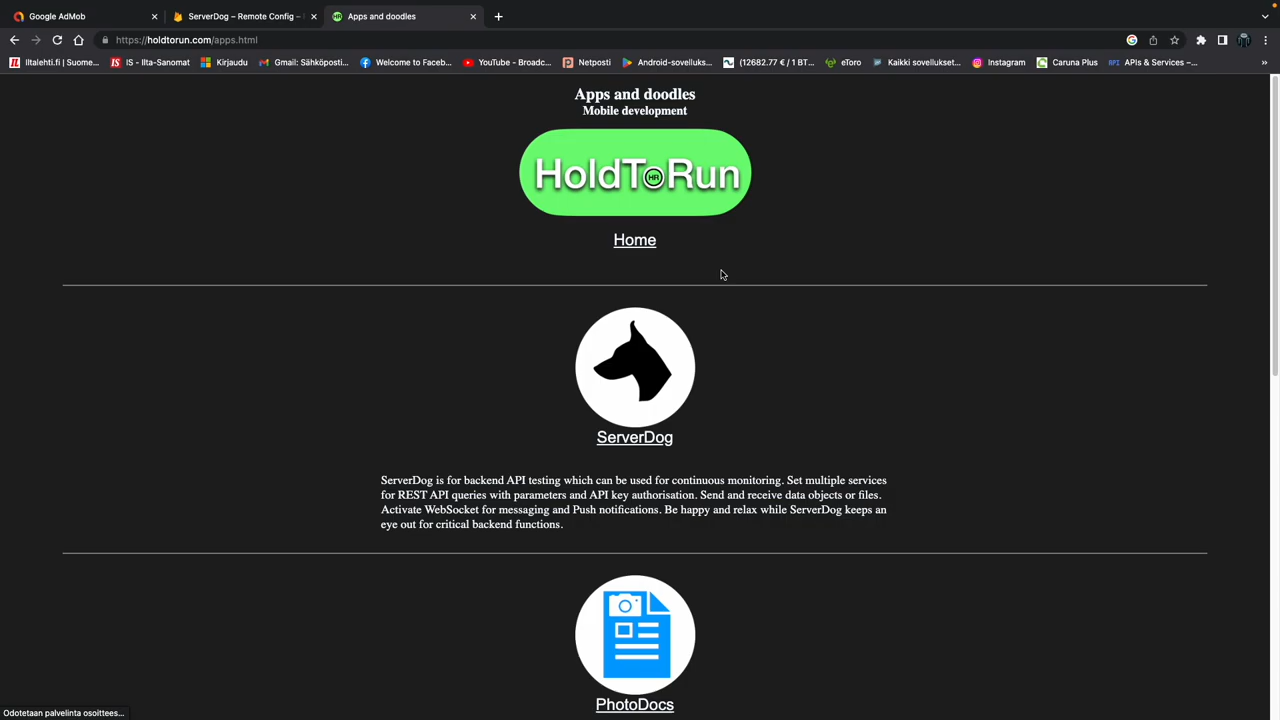 Google AdMob
ServerDog – Remote Config –
HR Apps and doodles
https://holdtorun.com/apps.html
IL Iltalehti.fi | Suome...
IS IS - Ilta-Sanomat
Kirjaudu
Gmail: Sähköposti...
Welcome to Faceb...
YouTube - Broadc...
Netposti
Android-sovelluks...
(12682.77 € / 1 BT...
eToro
Kaikki sovellukset...
Instagram
Caruna Plus
RFI APIs & Services –...
Apps and doodles
Mobile development
HoldToRun
HR
Home
ServerDog
ServerDog is for backend API testing which can be used for continuous monitoring. Set multiple services
for REST API queries with parameters and API key authorisation. Send and receive data objects or files.
Activate WebSocket for messaging and Push notifications. Be happy and relax while ServerDog keeps an
eye out for critical backend functions.
PhotoDocs
Odotetaan palvelinta osoittees...